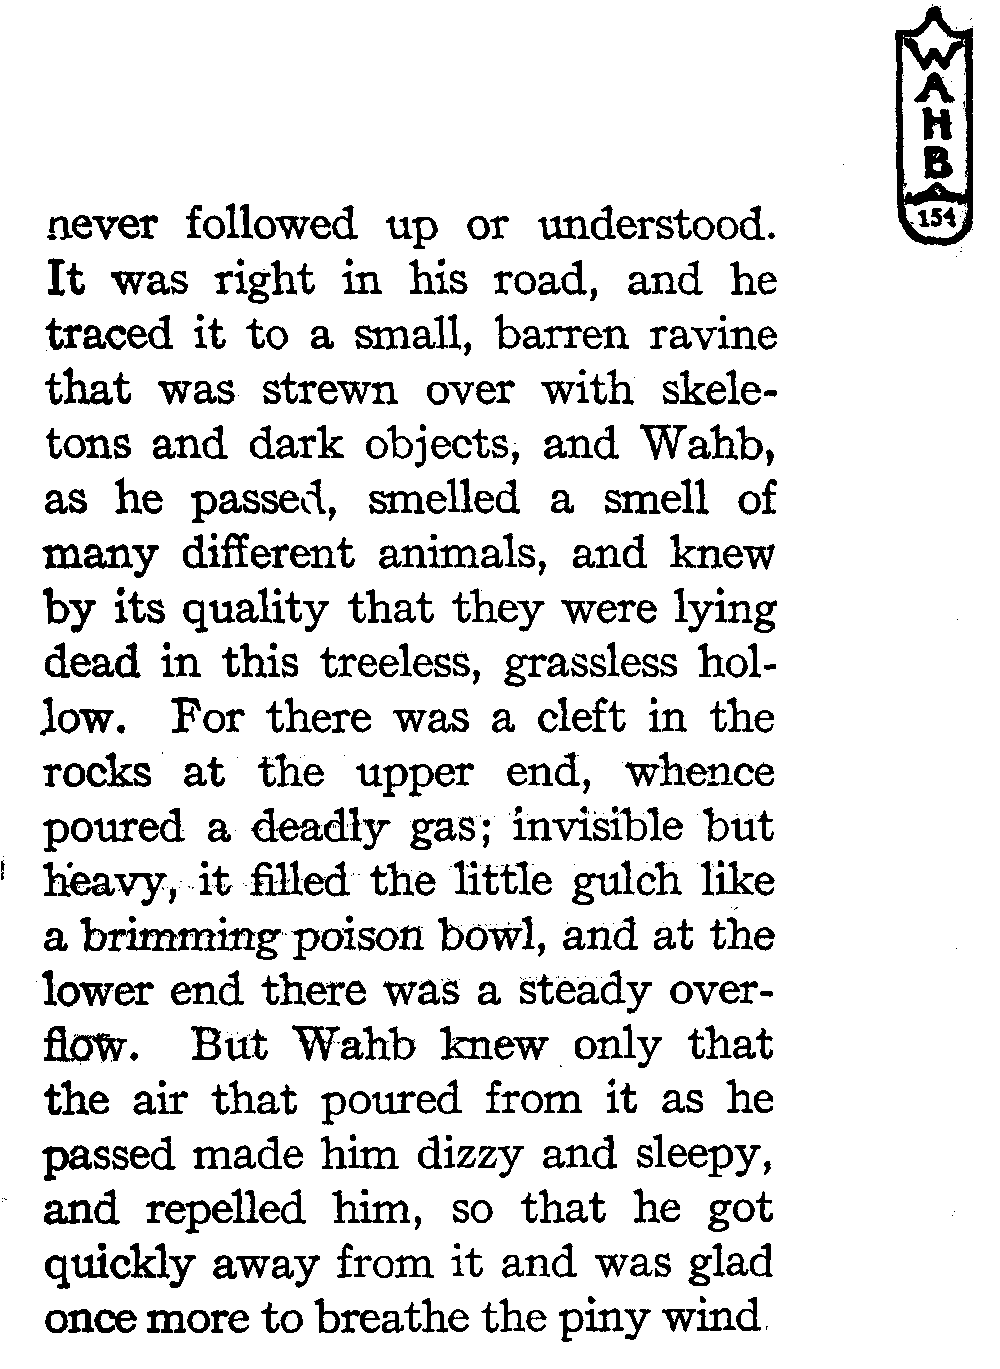 WAHB
154
never followed up or understood.
It was right in his road, and he
traced it to a small, barren ravine
that was strewn over with skele-
tons and dark objects, and Wahb,
as he passed, smelled a smell of
many different animals, and knew
by its quality that they were lying
dead in this treeless, grassless hol-
low. For there was a cleft in the
rocks at the upper end, whence
poured a deadly gas; invisible but
heavy, it filled the little gulch like
a brimming poison bowl, and at the
lower end there was a steady over-
flow. But Wahb knew only that
the air that poured from it as he
passed made him dizzy and sleepy,
and repelled him, so that he got
quickly away from it and was glad
once more to breathe the piny wind